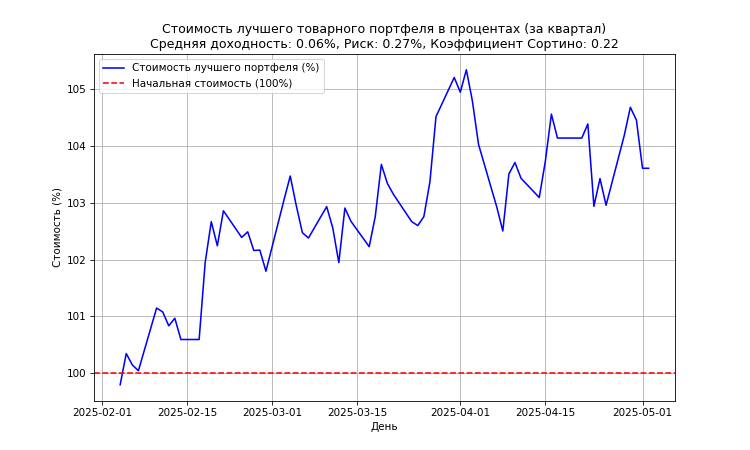 Стоимость лучшего товарного портфеля в процентах (за квартал)
Средняя доходность: 0.06%, Риск: 0.27%, Коэффициент Сортино: 0.22
Стоимость лучшего портфеля (%)
Начальная стоимость (100%)
Стоимость (%)
105
104
103
102
101
100
2025-02-01 2025-02-15 2025-03-01 2025-03-15 2025-04-01 2025-04-15 2025-05-01
День